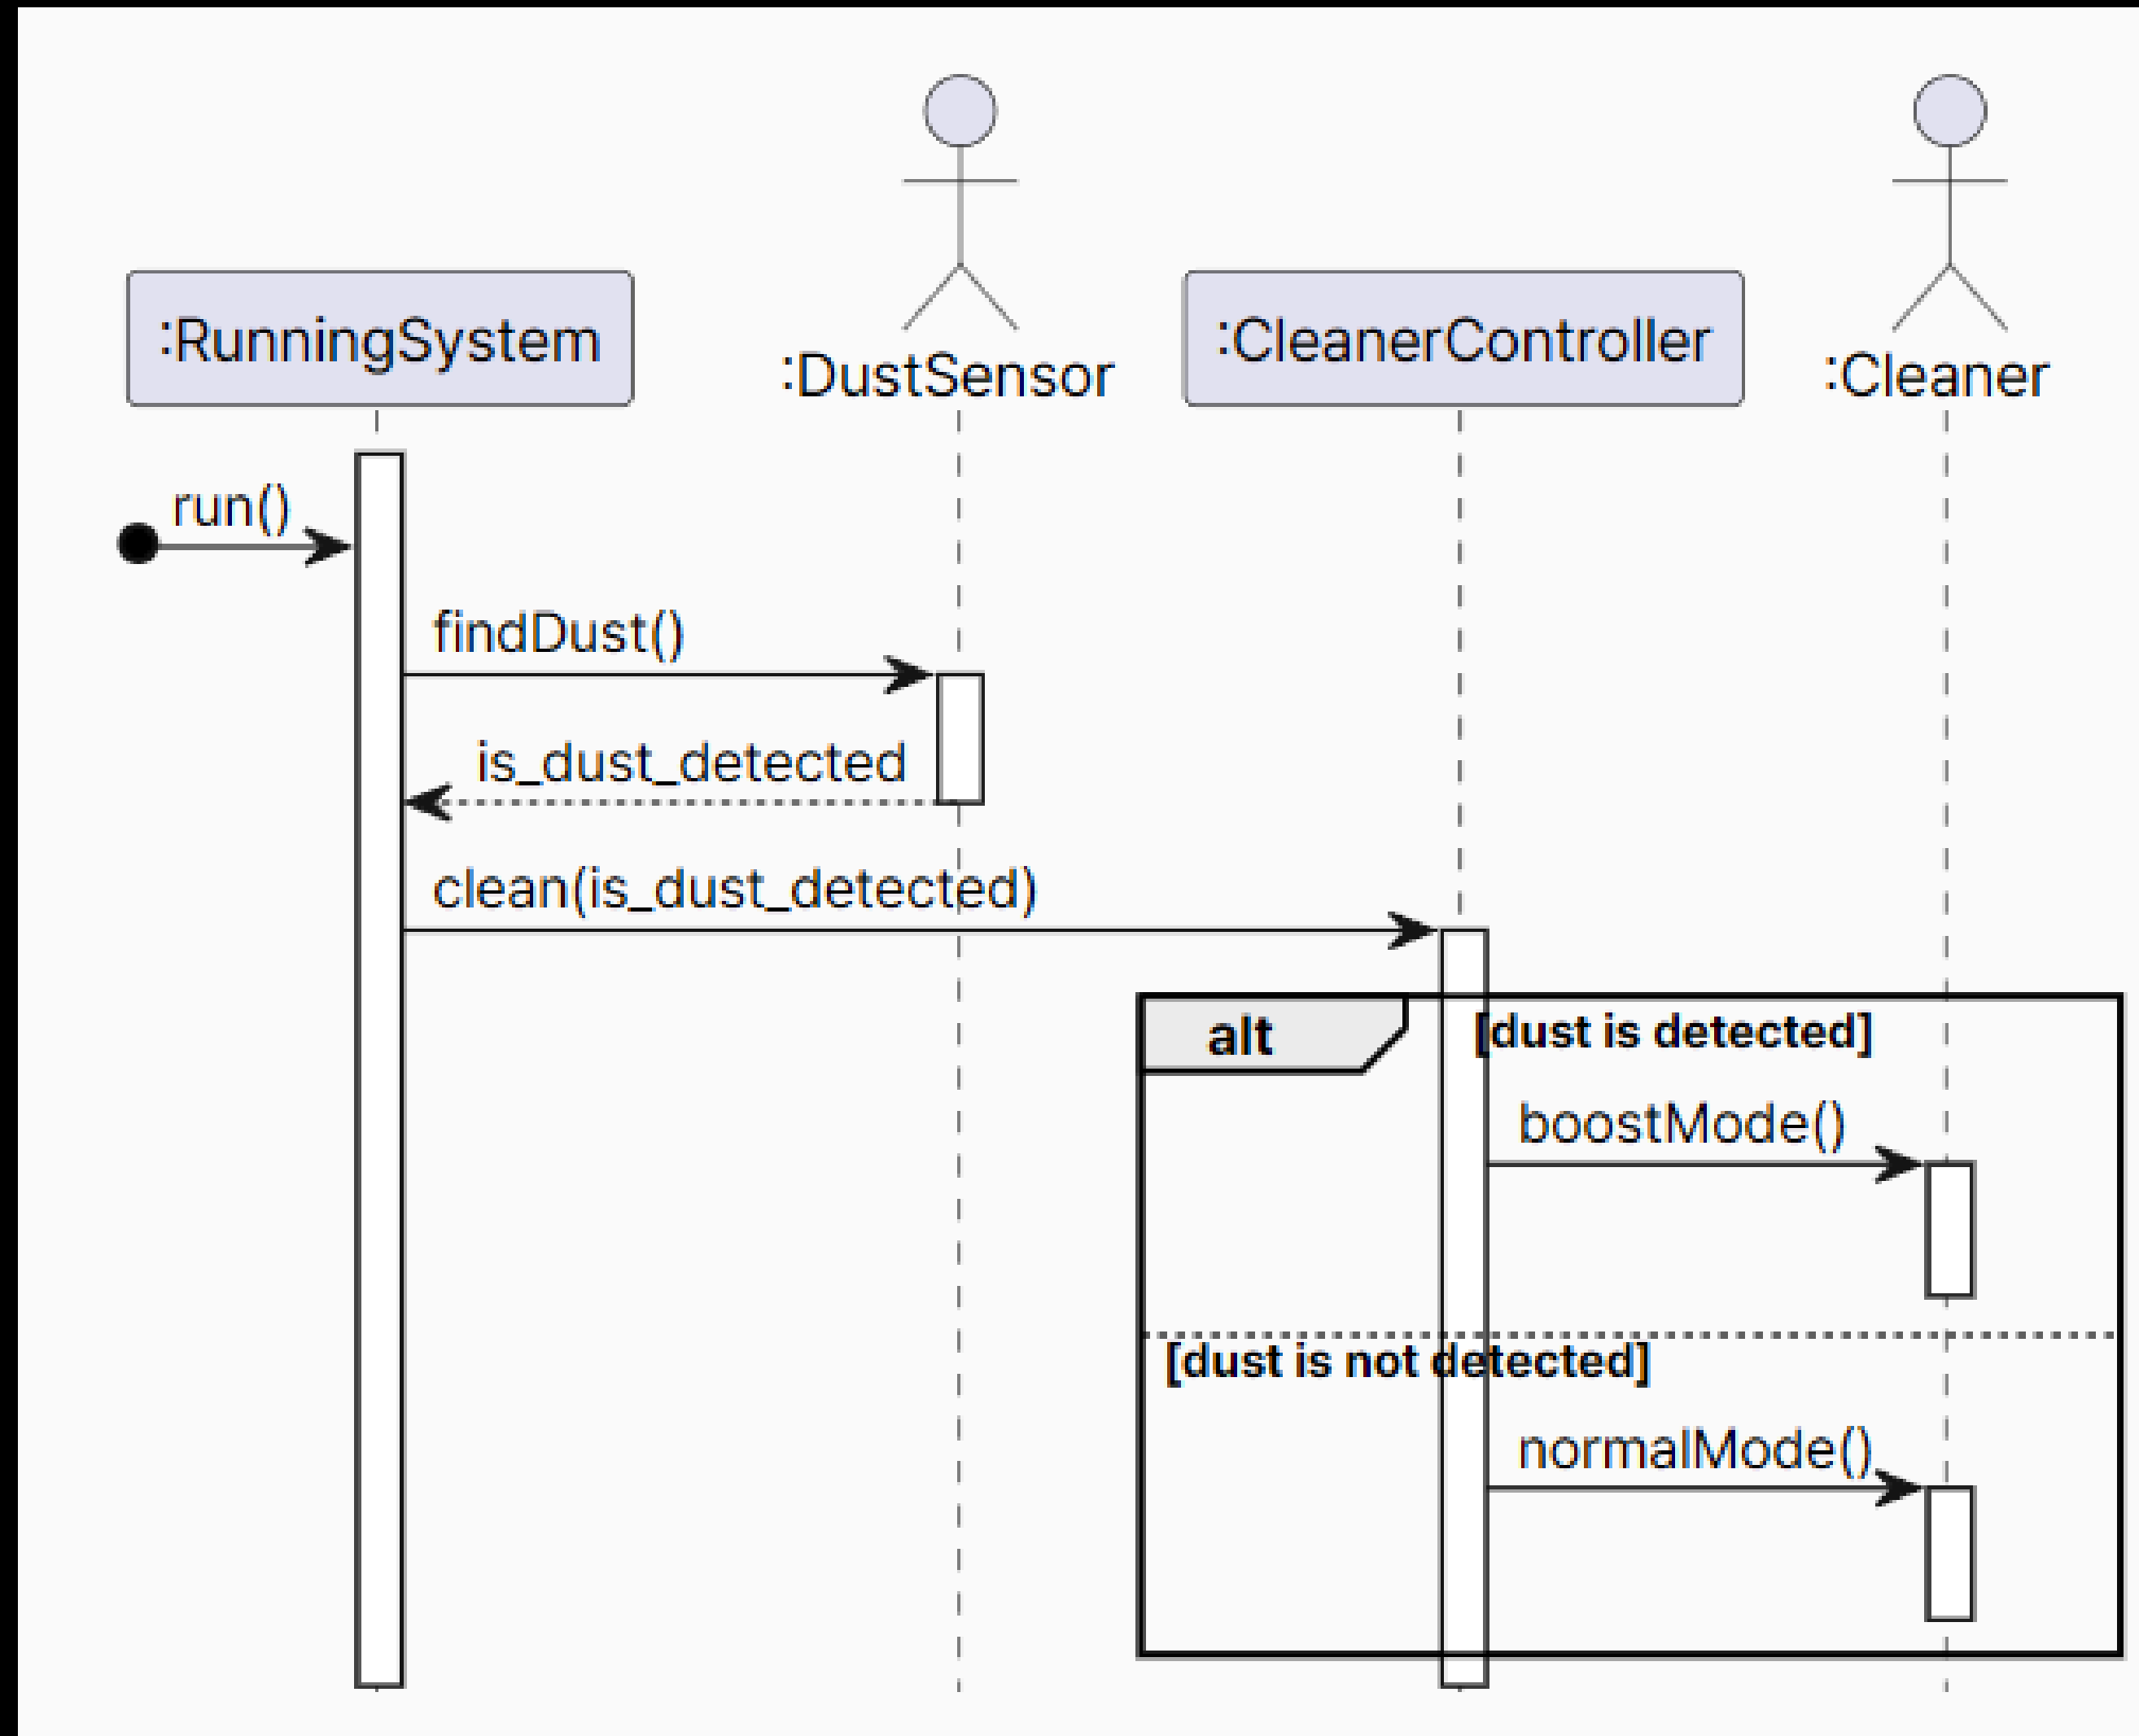 :RunningSystem
:DustSensor
:CleanerController
:Cleaner
run()
findDust()
is_dust_detected
clean(is_dust_detected)
alt
[dust is detected]
boostMode()
[dust is not detected]
normalMode()